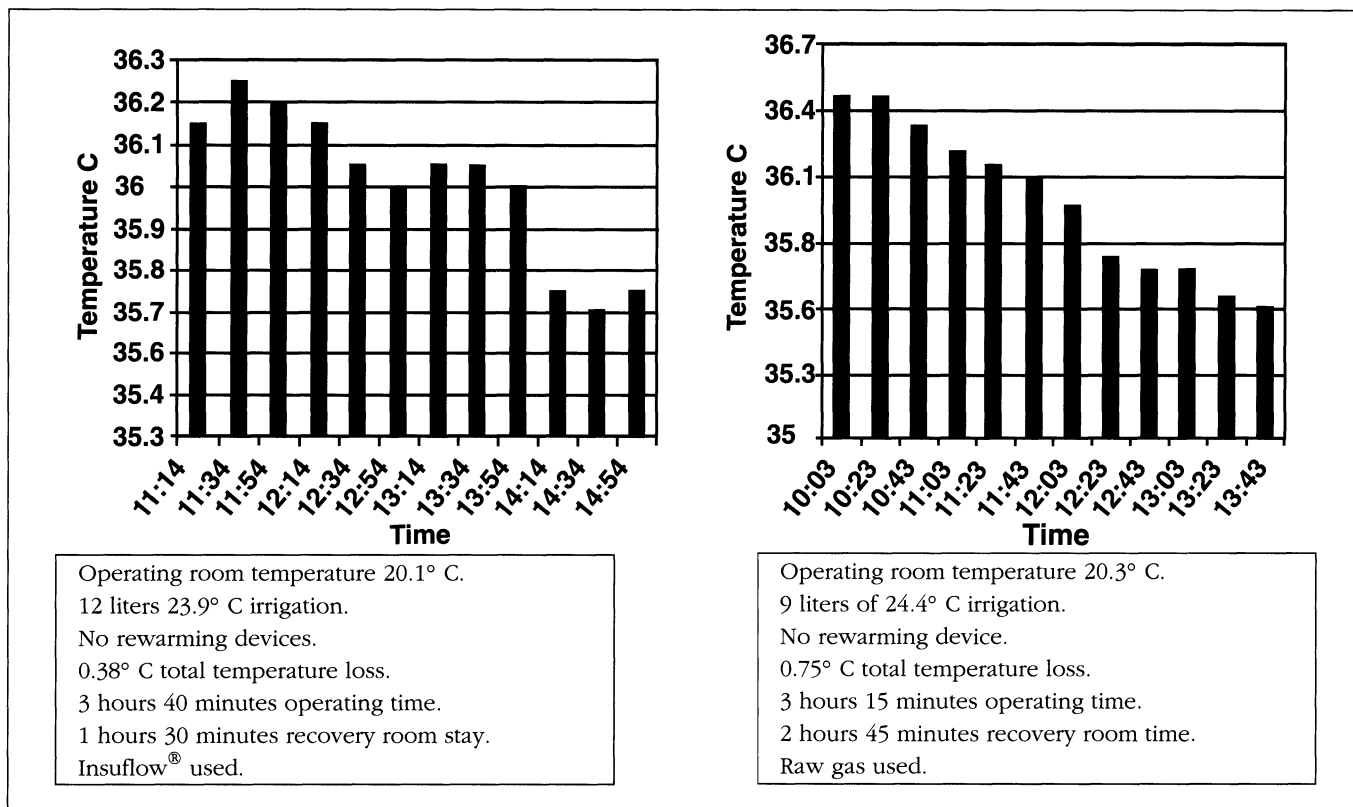 36.3
36.2
36.1
36
35.9
35.8
35.7
35.6
35.5
35.4
35.3
Temperature C
11:14
11:34
11:54
12:14
12:34
12:54
13:14
13:34
13:54
14:14
14:34
14:54
Time
Operating room temperature 20.1° C.
12 liters 23.9° C irrigation.
No rewarming devices.
0.38° C total temperature loss.
3 hours 40 minutes operating time.
1 hours 30 minutes recovery room stay.
Insuflow® used.
36.7
36.4
36.1
35.8
35.6
35.3
35
Temperature C
10:03
10:23
10:43
11:03
11:23
11:43
12:03
12:23
12:43
13:03
13:23
13:43
Time
Operating room temperature 20.3° C.
9 liters of 24.4° C irrigation.
No rewarming device.
0.75° C total temperature loss.
3 hours 15 minutes operating time.
2 hours 45 minutes recovery room time.
Raw gas used.